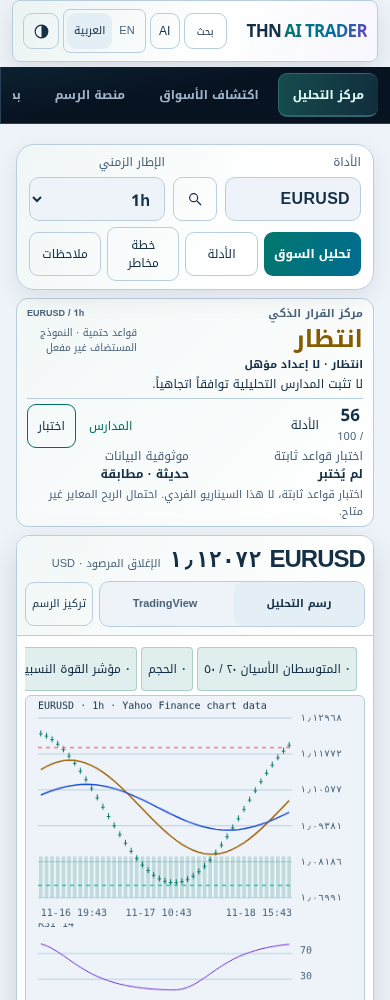 THN AI TRADER
بحث
AI
EN
العربية
مركز التحليل
اكتشاف الأسواق
منصة الرسم
الأداة
الإطار الزمني
EURUSD
1h
تحليل السوق
الأدلة
خطة مخاطر
ملاحظات
مركز القرار الذكي
EURUSD / 1h
انتظار
قواعد حتمية · النموذج المستضاف غير مفعل
انتظار · لا إعداد مؤهل
لا تثبت المدارس التحليلية توافقاً اتجاهياً.
56
/ 100
الأدلة
المدارس
اختبار
اختبار قواعد ثابتة
لم يُختبر
موثوقية البيانات
حديثة · مطابقة
اختبار قواعد ثابتة، لا هذا السيناريو الفردي. احتمال الربح المعاير غير متاح.
EURUSD
١٫١٢٠٧٢
الإغلاق المرصود · USD
رسم التحليل
TradingView
تركيز الرسم
· المتوسطان الأسيان ٢٠ / ٥٠
· الحجم
· مؤشر القوة النسبية
EURUSD · 1h · Yahoo Finance chart data
١٫١٢٩٦٨
١٫١١٧٧٢
١٫١٠٥٧٧
١٫٠٩٣٨١
١٫٠٨١٨٦
١٫٠٦٩٩١
11-16 19:43
11-17 10:43
11-18 15:43
RSI 14
70
30